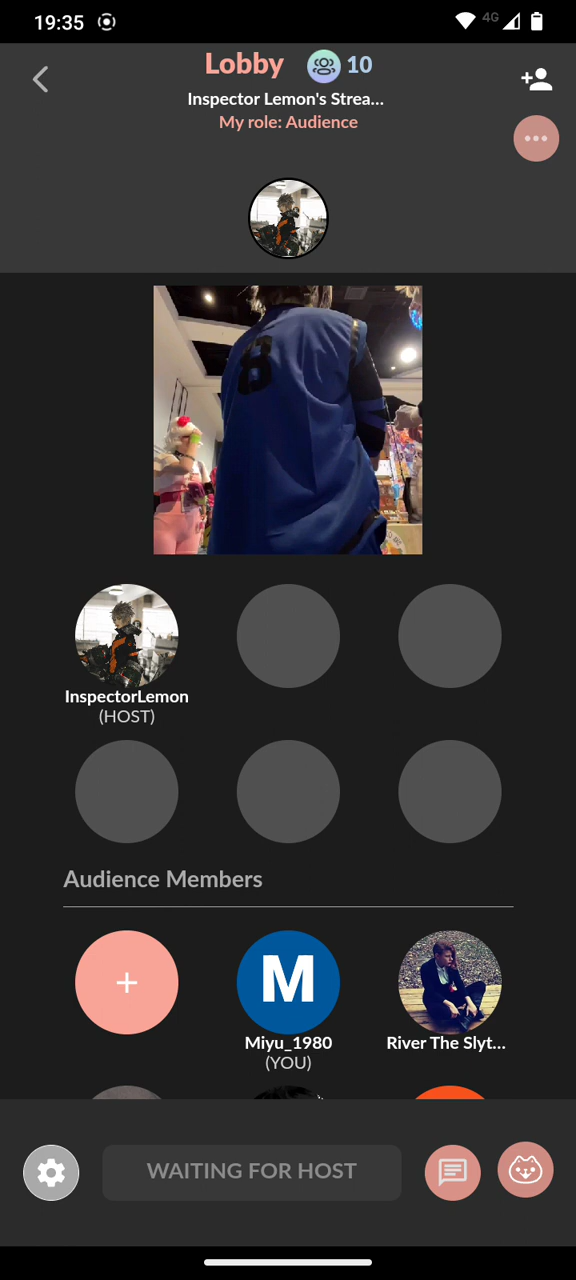 19:35
4G
Lobby
10
Inspector Lemon's Strea...
My role: Audience
8
InspectorLemon
(HOST)
Audience Members
M
Miyu_1980
(YOU)
River The Slyt...
WAITING FOR HOST